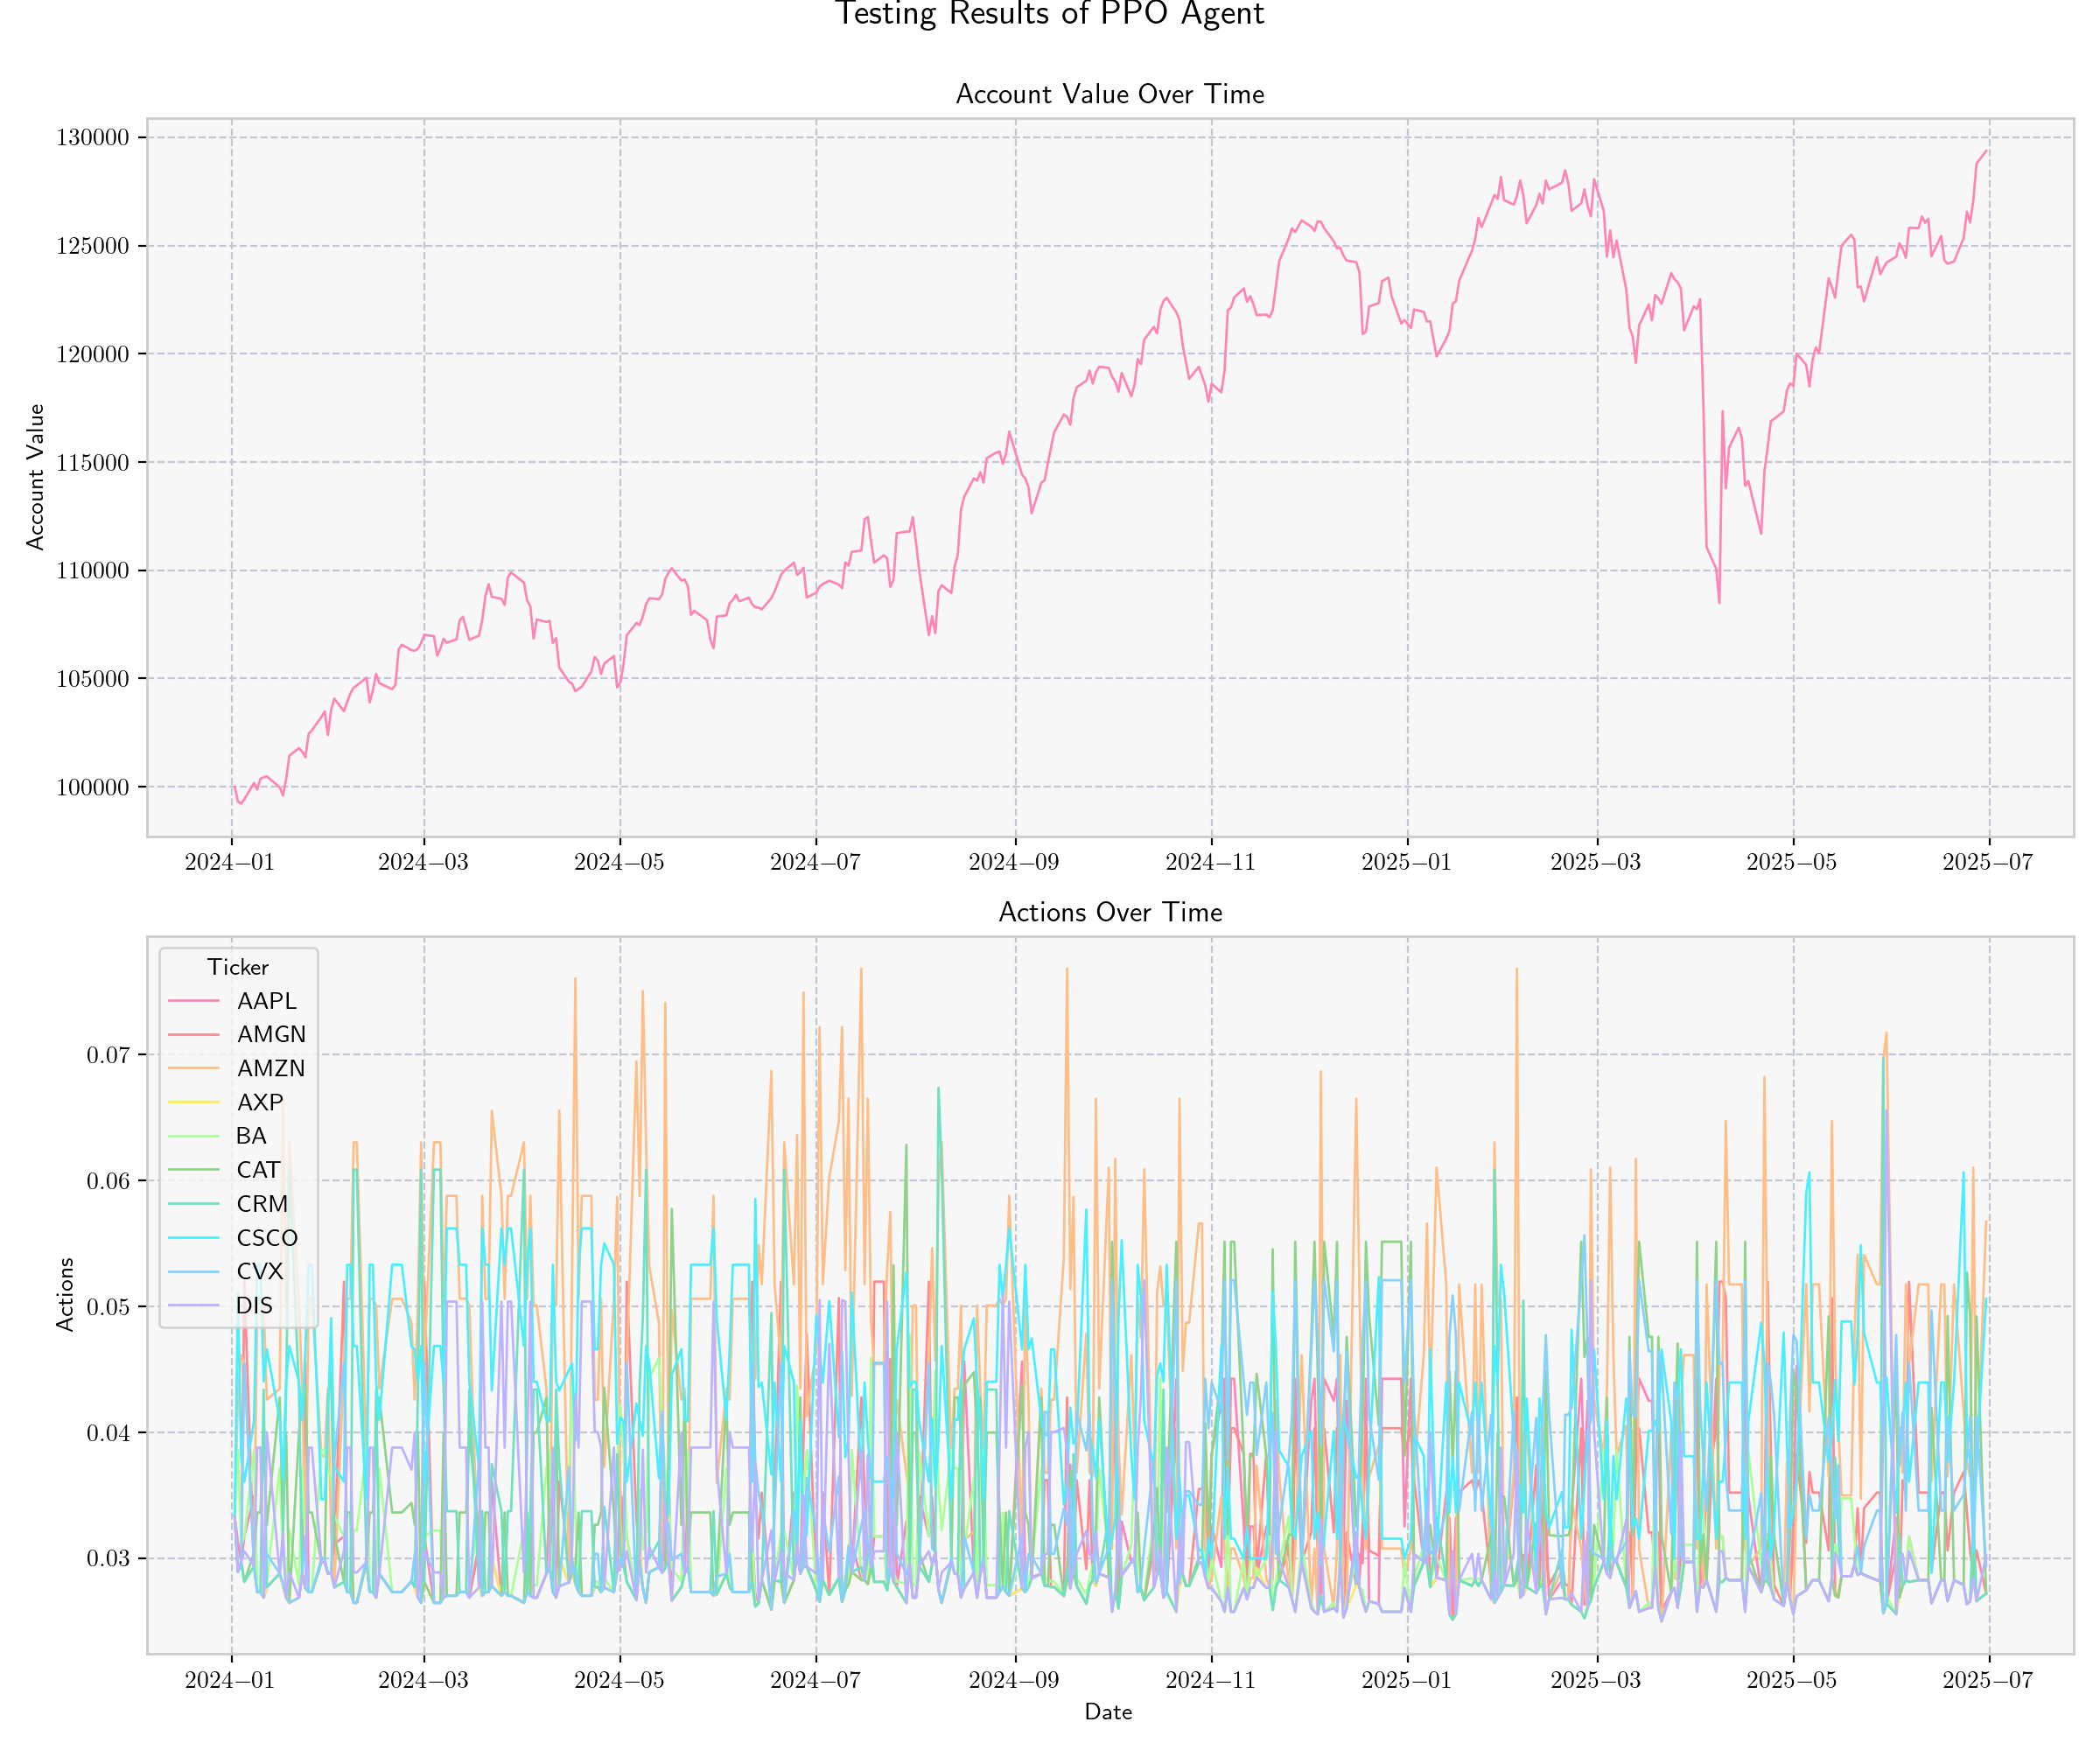 Testing Results of PPO Agent
Account Value Over Time
Account Value
130000
125000
120000
115000
110000
105000
100000
2024−01 2024−03 2024−05 2024−07 2024−09 2024−11 2025−01 2025−03 2025−05 2025−07
Actions Over Time
Actions
Ticker
AAPL
AMGN
AMZN
AXP
BA
CAT
CRM
CSCO
CVX
DIS
0.07
0.06
0.05
0.04
0.03
2024−01 2024−03 2024−05 2024−07 2024−09 2024−11 2025−01 2025−03 2025−05 2025−07
Date